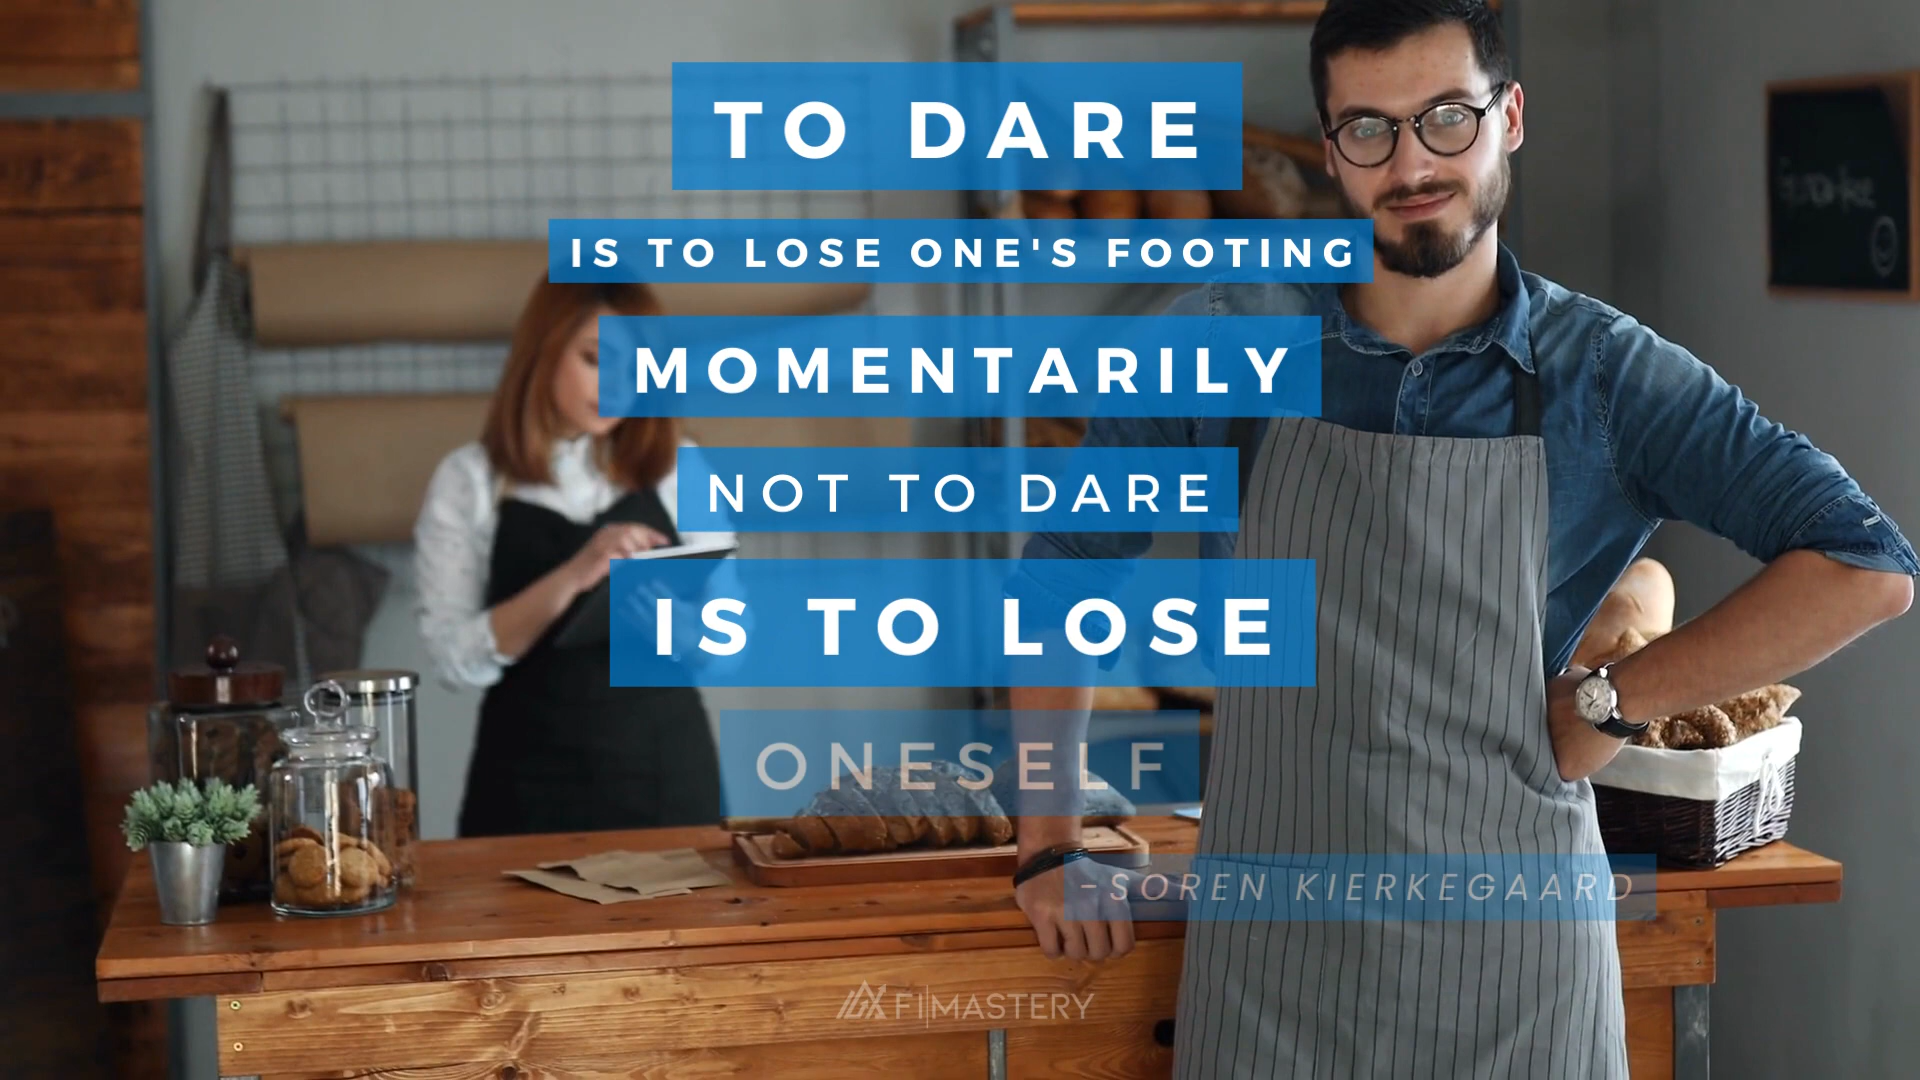 TO DARE
IS TO LOSE ONE'S FOOTING
MOMENTARILY
NOT TO DARE
IS TO LOSE
ONESELF
-SOREN KIERKEGAARD
FI|MASTERY